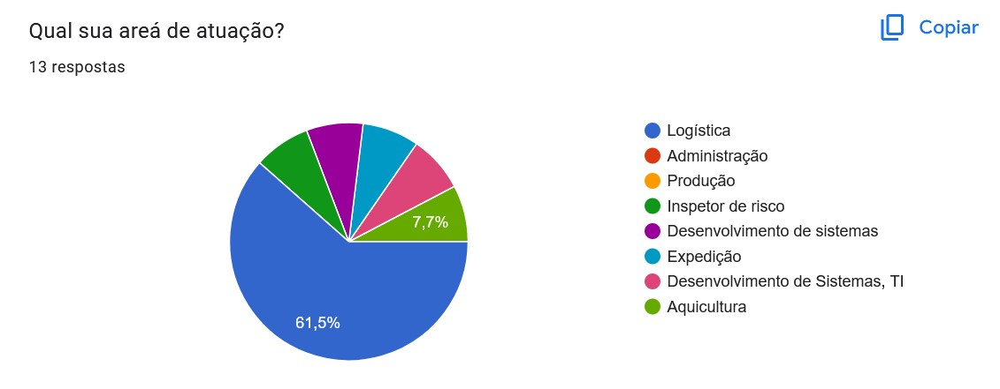 Qual sua areá de atuação?
Copiar
13 respostas
Logística
Administração
Produção
Inspetor de risco
Desenvolvimento de sistemas
Expedição
Desenvolvimento de Sistemas, TI
Aquicultura
7,7%
61,5%